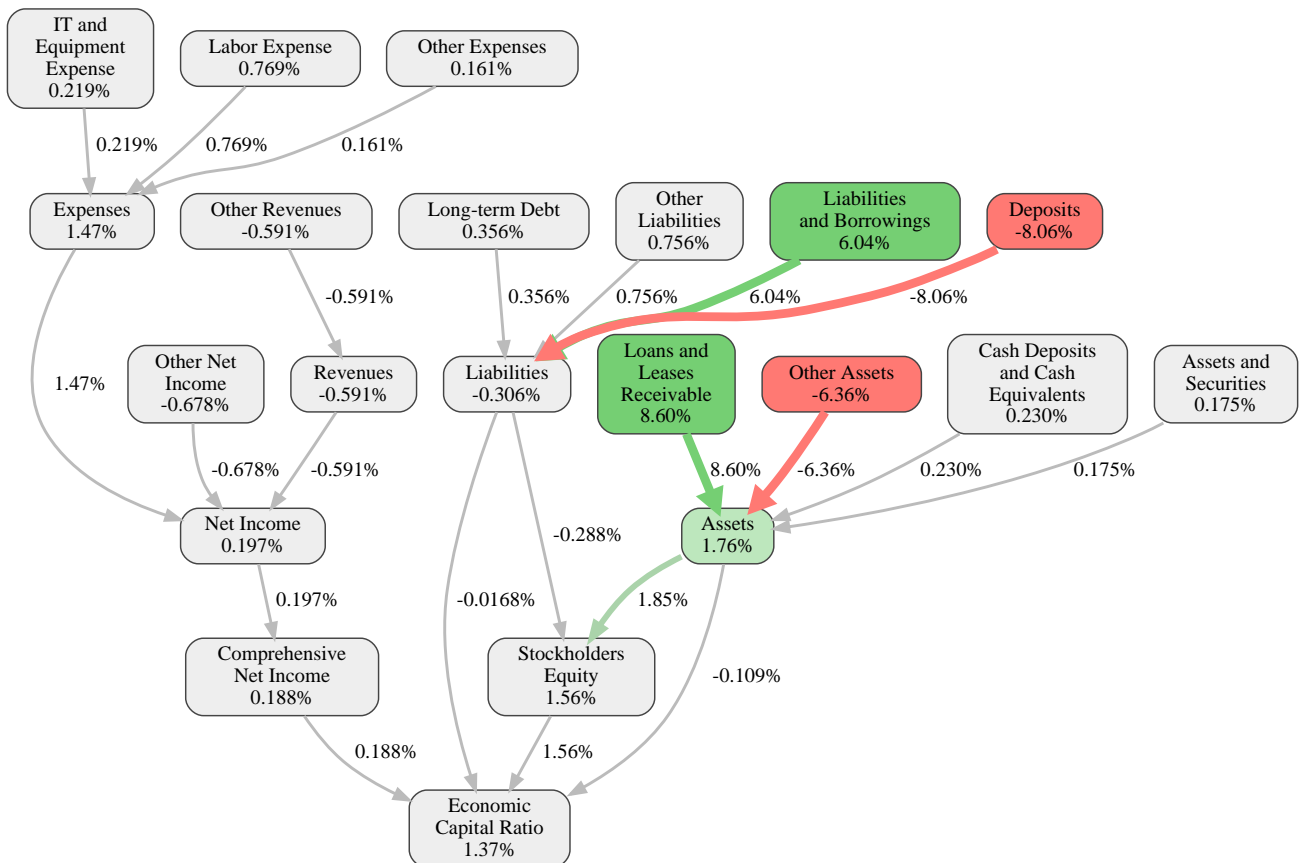 IT and
Equipment
Expense
0.219%
Labor Expense
0.769%
Other Expenses
0.161%
0.219%
0.769%
0.161%
Expenses
1.47%
Other Revenues
-0.591%
Long-term Debt
0.356%
Other
Liabilities
0.756%
Liabilities
and Borrowings
6.04%
Deposits
-8.06%
-0.591%
0.356%
0.756%
6.04%
-8.06%
1.47%
Other Net
Income
-0.678%
Revenues
-0.591%
Liabilities
-0.306%
Loans and
Leases
Receivable
8.60%
Other Assets
-6.36%
Cash Deposits
and Cash
Equivalents
0.230%
Assets and
Securities
0.175%
-0.678%
-0.591%
8.60%
-6.36%
0.230%
0.175%
Net Income
0.197%
-0.288%
Assets
1.76%
0.197%
-0.0168%
1.85%
Comprehensive
Net Income
0.188%
Stockholders
Equity
1.56%
-0.109%
0.188%
1.56%
Economic
Capital Ratio
1.37%